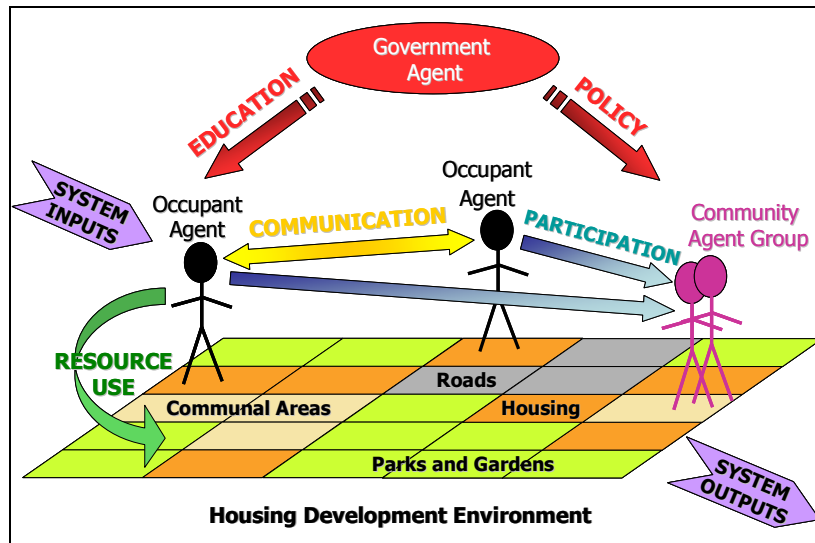 Government
Agent
EDUCATION
POLICY
SYSTEM
INPUTS
Occupant
Agent
COMMUNICATION
Occupant
Agent
PARTICIPATION
Community
Agent Group
RESOURCE
USE
Roads
Communal Areas
Housing
Parks and Gardens
SYSTEM
OUTPUTS
Housing Development Environment